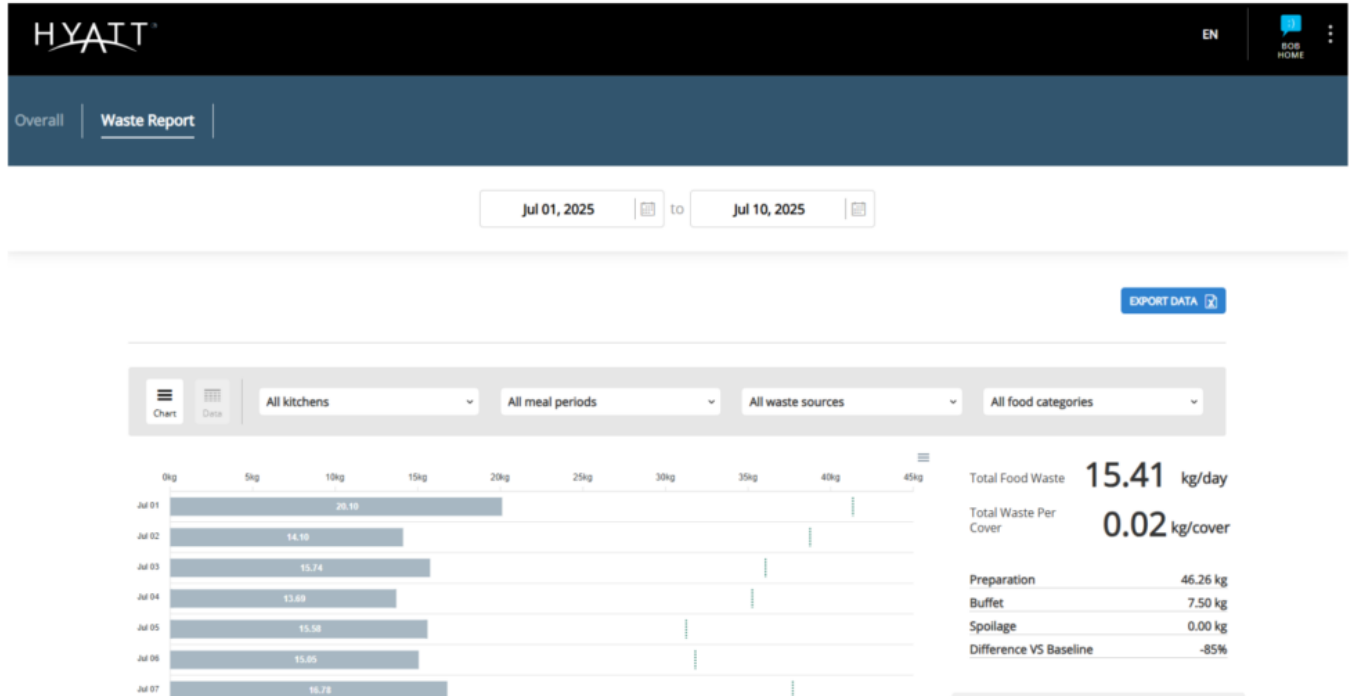 HYATT
EN
BOB
HOME
Overall
Waste Report
Jul 01, 2025 to Jul 10, 2025
EXPORT DATA
Chart
Data
All kitchens
All meal periods
All waste sources
All food categories
0kg 5kg 10kg 15kg 20kg 25kg 30kg 35kg 40kg 45kg
Jul 01 20.10
Jul 02 14.10
Jul 03 15.74
Jul 04 13.69
Jul 05 15.58
Jul 06 15.05
Jul 07 16.78
Total Food Waste 15.41 kg/day
Total Waste Per
Cover 0.02 kg/cover
Preparation 46.26 kg
Buffet 7.50 kg
Spoilage 0.00 kg
Difference VS Baseline -85%